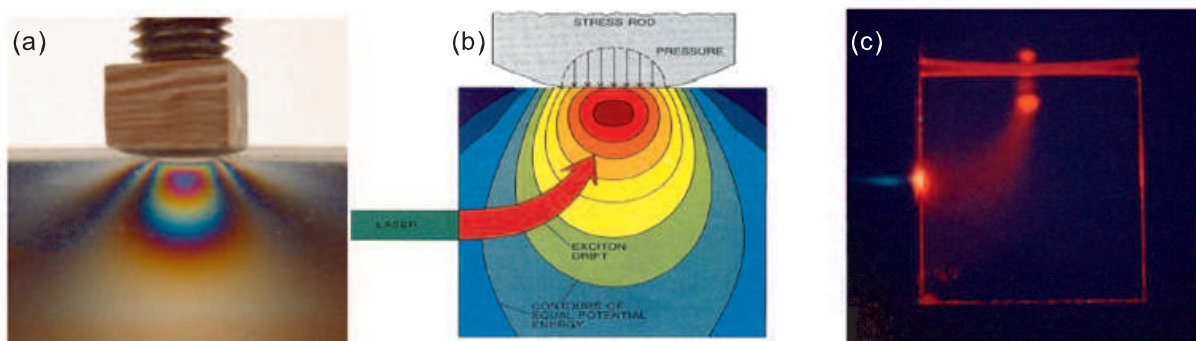 (a)
(b)
STRESS ROD
PRESSURE
LASER
EXCITON
DRIFT
CONTOURS OF
EQUAL POTENTIAL
ENERGY
(c)